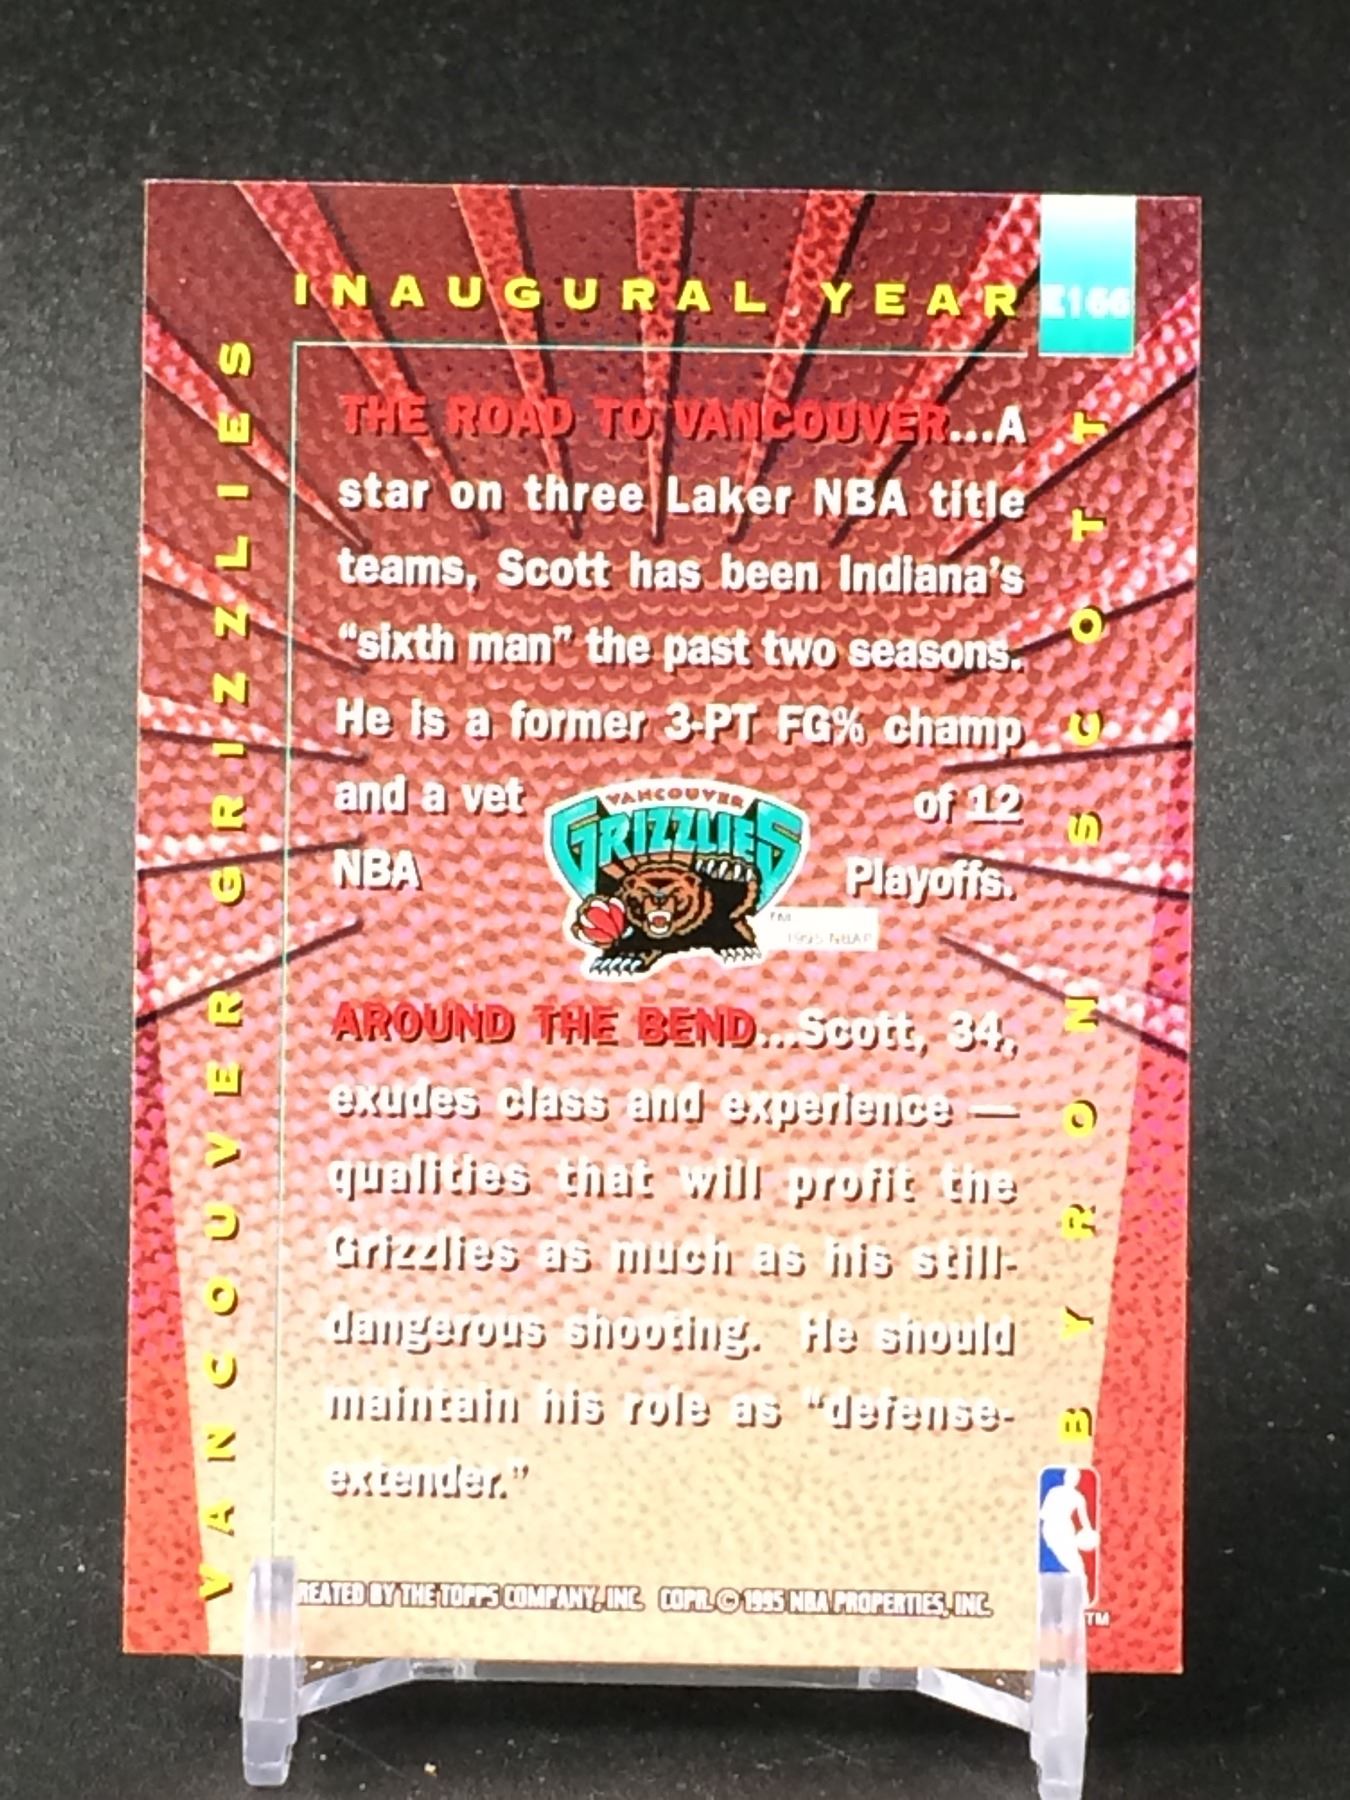 INAUGURAL YEAR
E166
VANCOUVER GRIZZLIES
BYRON SCOTT
THE ROAD TO VANCOUVER...A
star on three Laker NBA title
teams, Scott has been Indiana's
“sixth man” the past two seasons.
He is a former 3-PT FG% champ
and a vet of 12
NBA Playoffs.
VANCOUVER
GRIZZLIES
TM
1995 NBAP
AROUND THE BEND...Scott, 34,
exudes class and experience —
qualities that will profit the
Grizzlies as much as his still-
dangerous shooting. He should
maintain his role as “defense-
extender.”
REATED BY THE TOPPS COMPANY, INC. COPR. © 1995 NBA PROPERTIES, INC.
TM